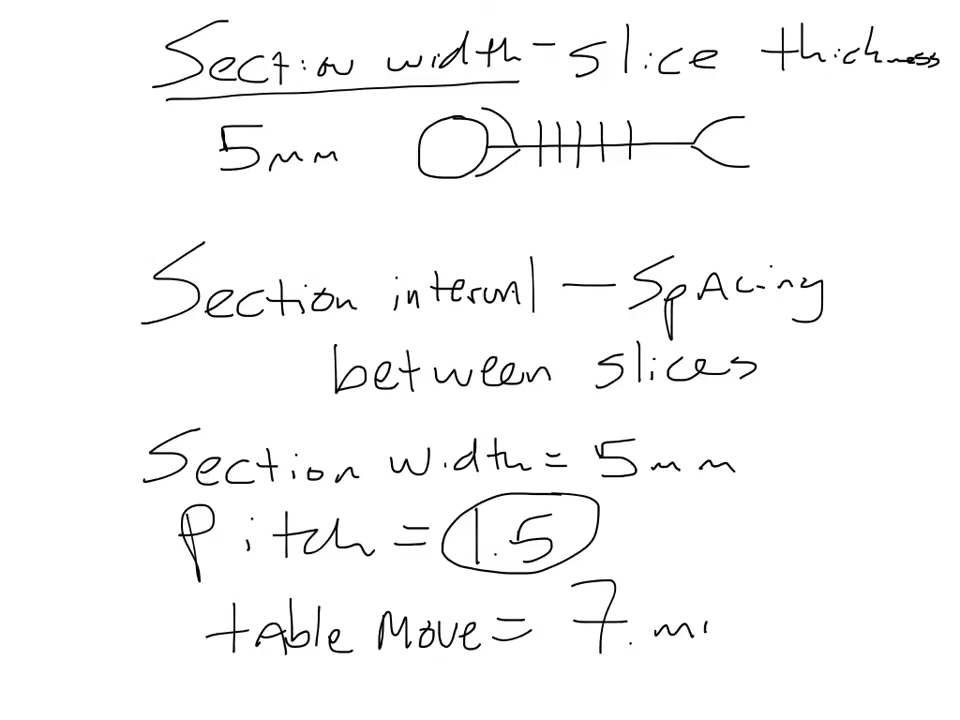 Section width - slice thickness
5mm
Section interval — Spacing
between slices
Section width = 5mm
Pitch = 1.5
table move = 7. m